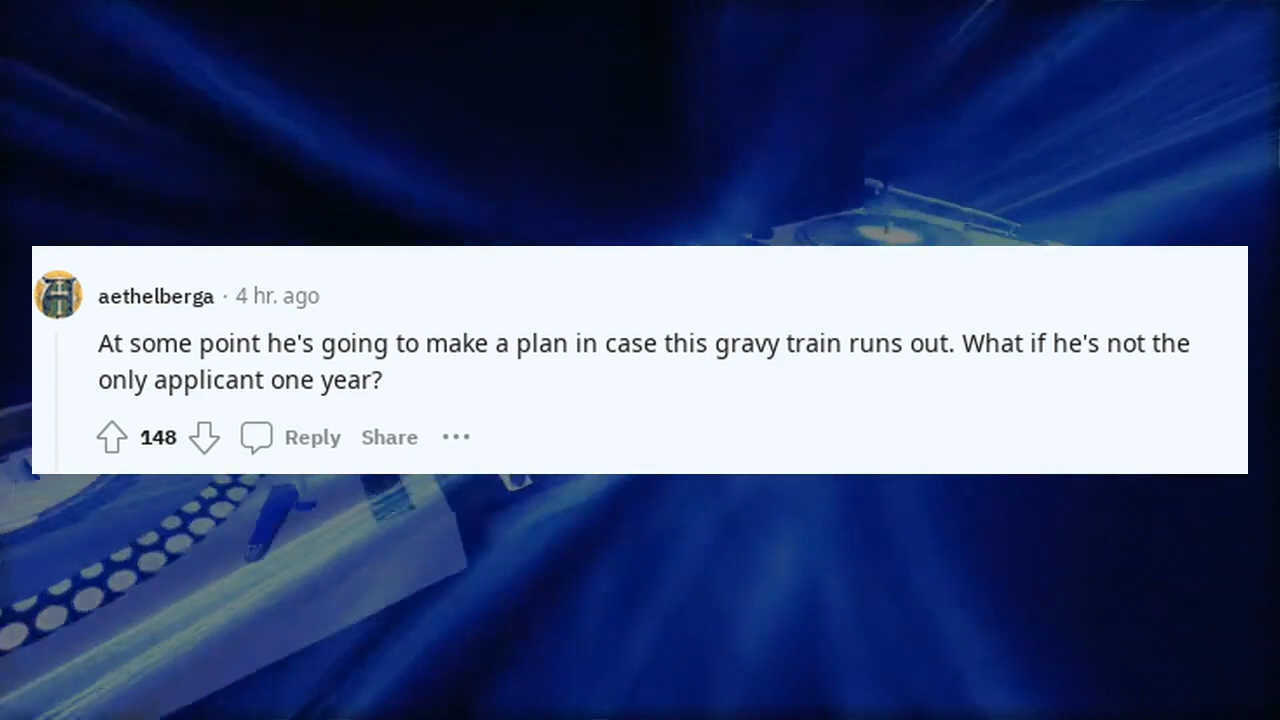 aethelberga · 4 hr. ago
At some point he's going to make a plan in case this gravy train runs out. What if he's not the
only applicant one year?
148 Reply Share ···